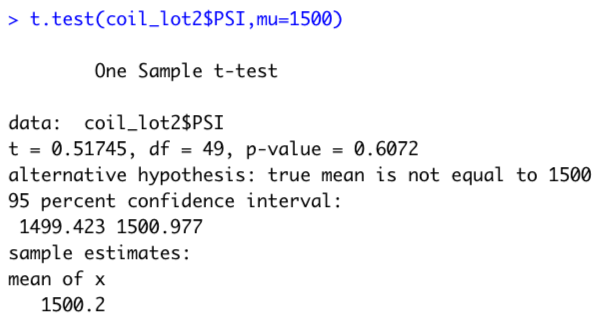 > t.test(coil_lot2$PSI,mu=1500)
One Sample t-test
data:  coil_lot2$PSI
t = 0.51745, df = 49, p-value = 0.6072
alternative hypothesis: true mean is not equal to 1500
95 percent confidence interval:
1499.423 1500.977
sample estimates:
mean of x
1500.2